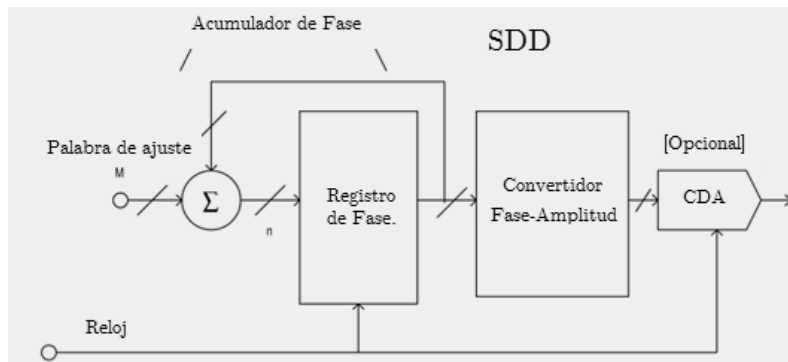 Acumulador de Fase
SDD
Palabra de ajuste
[Opcional]
M
Σ
n
Registro
de Fase.
Convertidor
Fase-Amplitud
CDA
Reloj